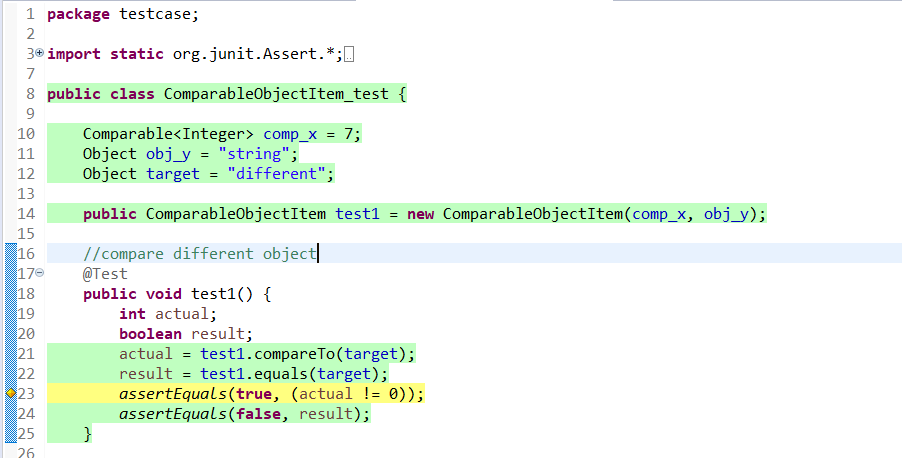 1 package testcase;
2
3 import static org.junit.Assert.*;
7
8 public class ComparableObjectItem_test {
9
10     Comparable<Integer> comp_x = 7;
11     Object obj_y = "string";
12     Object target = "different";
13
14     public ComparableObjectItem test1 = new ComparableObjectItem(comp_x, obj_y);
15
16     //compare different object
17     @Test
18     public void test1() {
19         int actual;
20         boolean result;
21         actual = test1.compareTo(target);
22         result = test1.equals(target);
23         assertEquals(true, (actual != 0));
24         assertEquals(false, result);
25     }
26